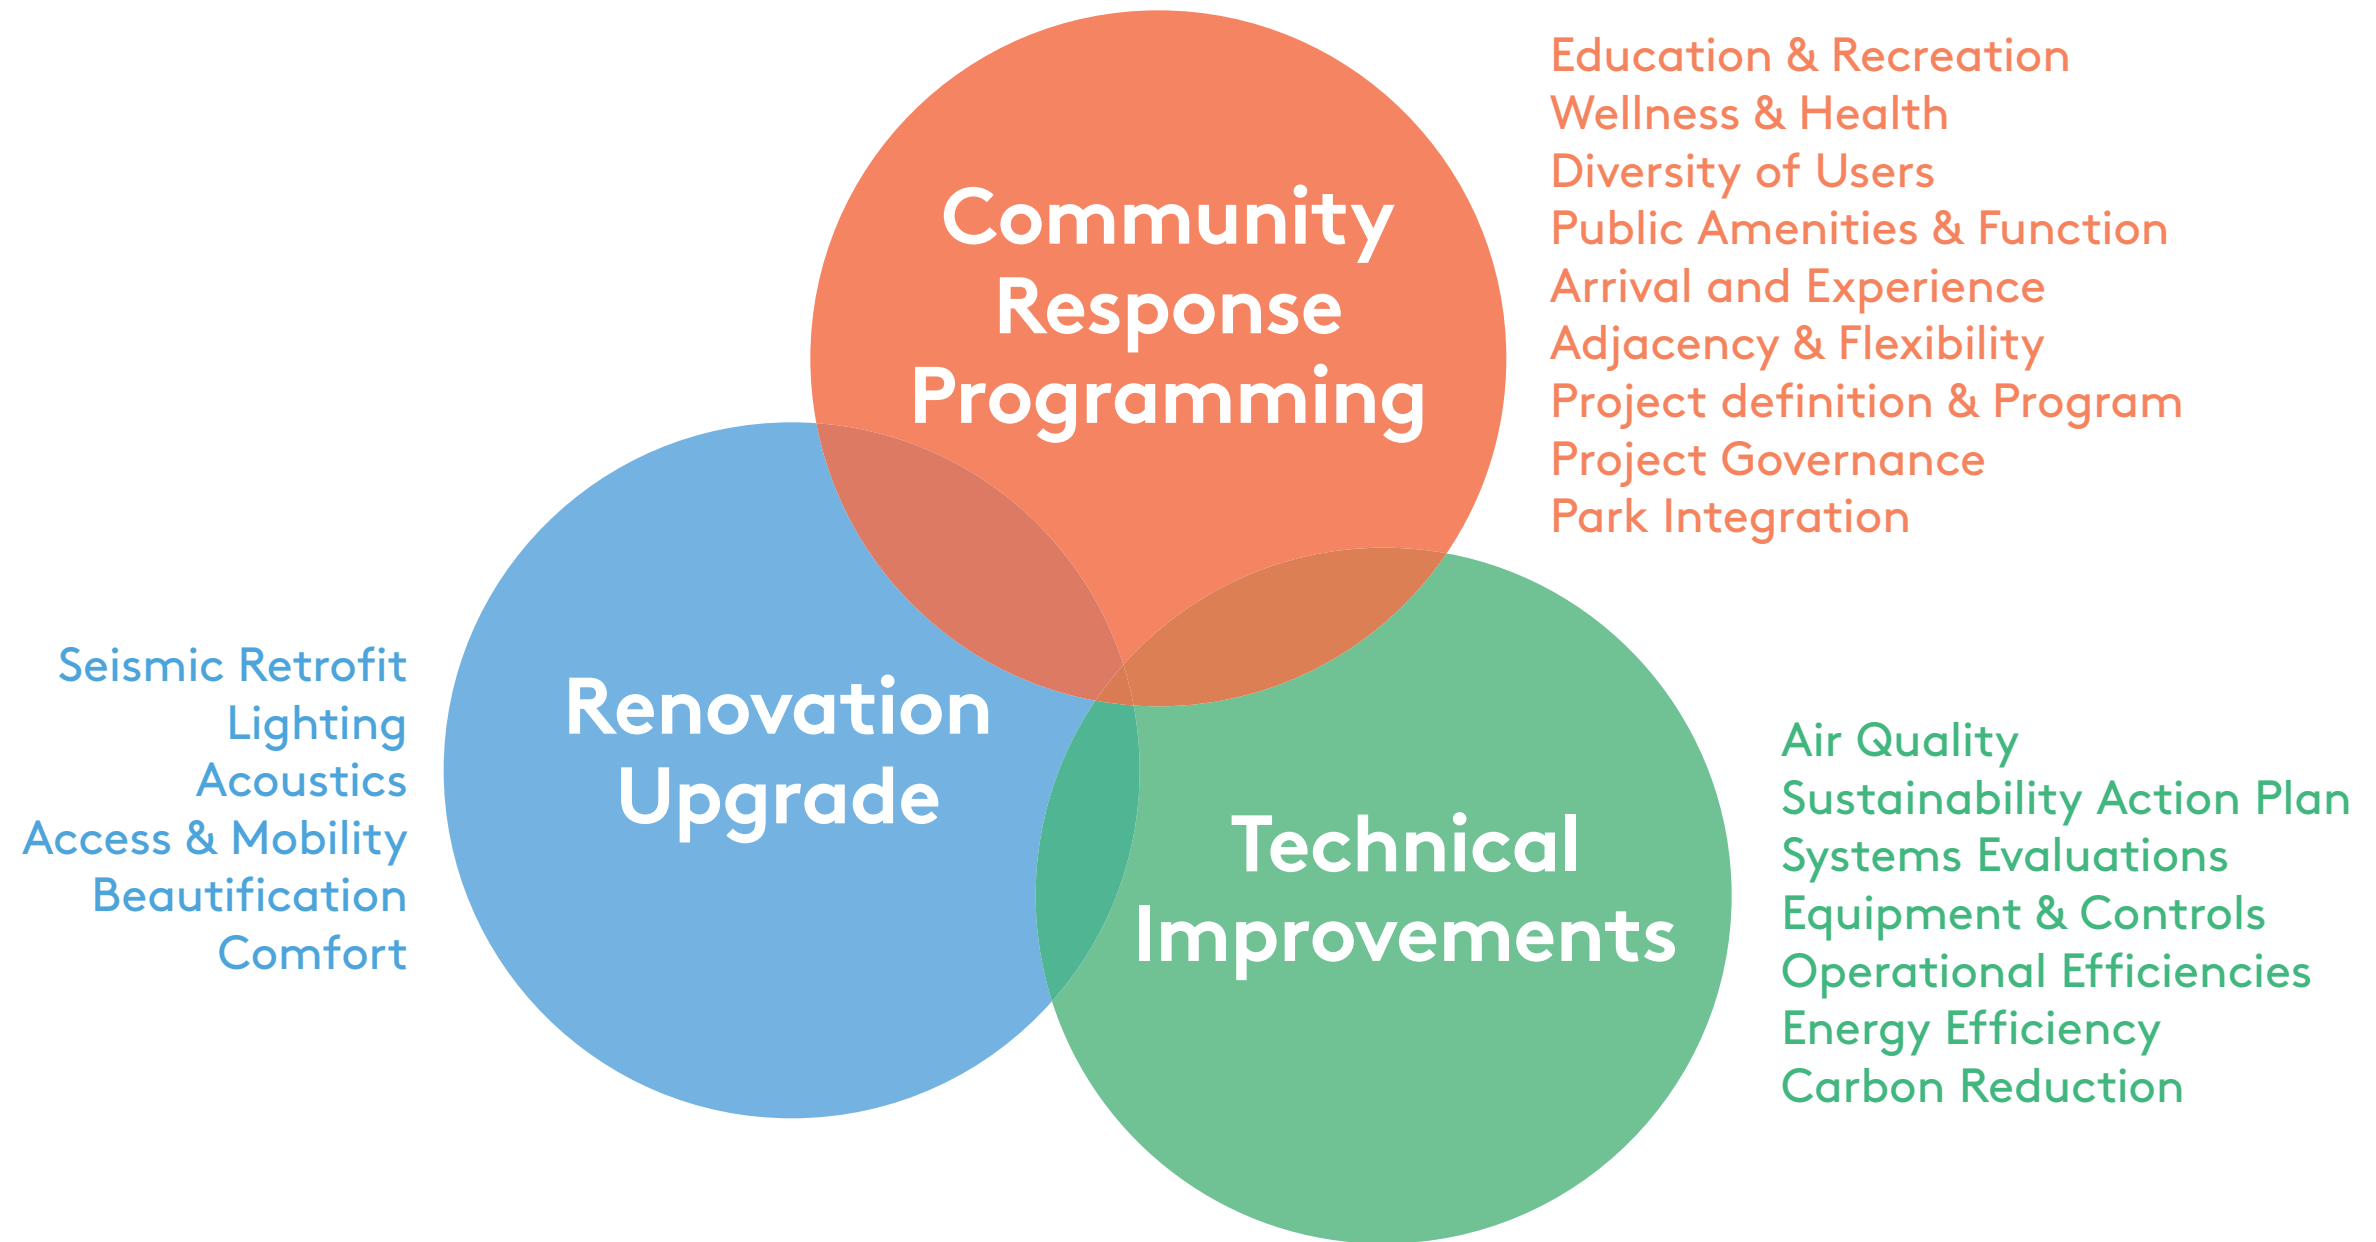 Community
Response
Programming
Education & Recreation
Wellness & Health
Diversity of Users
Public Amenities & Function
Arrival and Experience
Adjacency & Flexibility
Project definition & Program
Project Governance
Park Integration
Seismic Retrofit
Lighting
Acoustics
Access & Mobility
Beautification
Comfort
Renovation
Upgrade
Technical
Improvements
Air Quality
Sustainability Action Plan
Systems Evaluations
Equipment & Controls
Operational Efficiencies
Energy Efficiency
Carbon Reduction